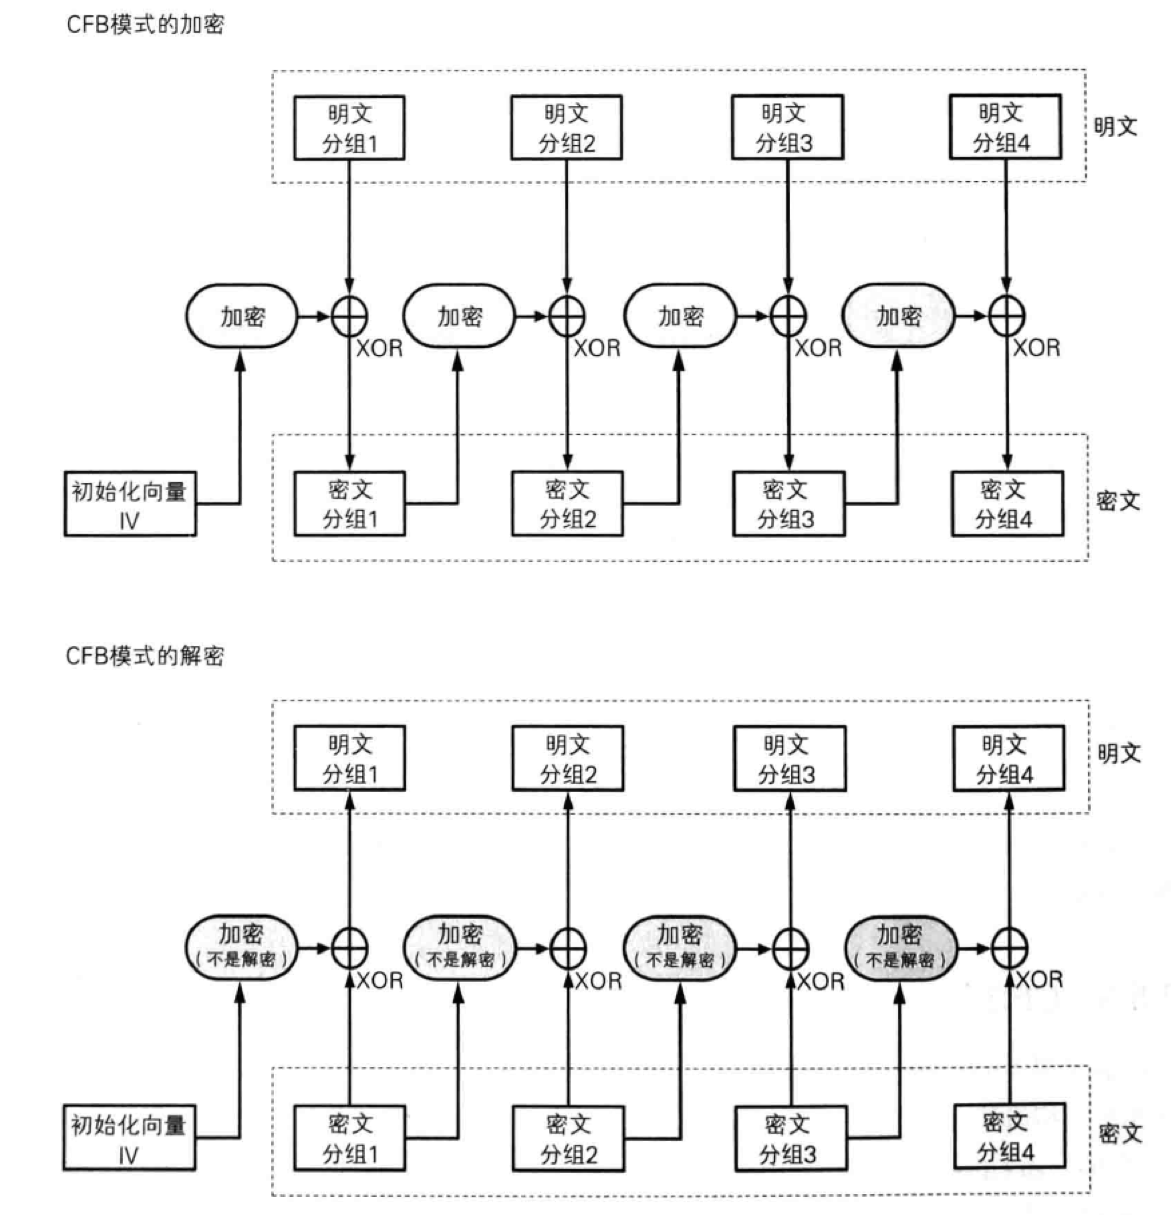 CFB模式的加密
明文
分组1
明文
分组2
明文
分组3
明文
分组4
明文
加密
XOR
加密
XOR
加密
XOR
加密
XOR
初始化向量
IV
密文
分组1
密文
分组2
密文
分组3
密文
分组4
密文
CFB模式的解密
明文
分组1
明文
分组2
明文
分组3
明文
分组4
明文
加密
(不是解密)
XOR
加密
(不是解密)
XOR
加密
(不是解密)
XOR
加密
(不是解密)
XOR
初始化向量
IV
密文
分组1
密文
分组2
密文
分组3
密文
分组4
密文